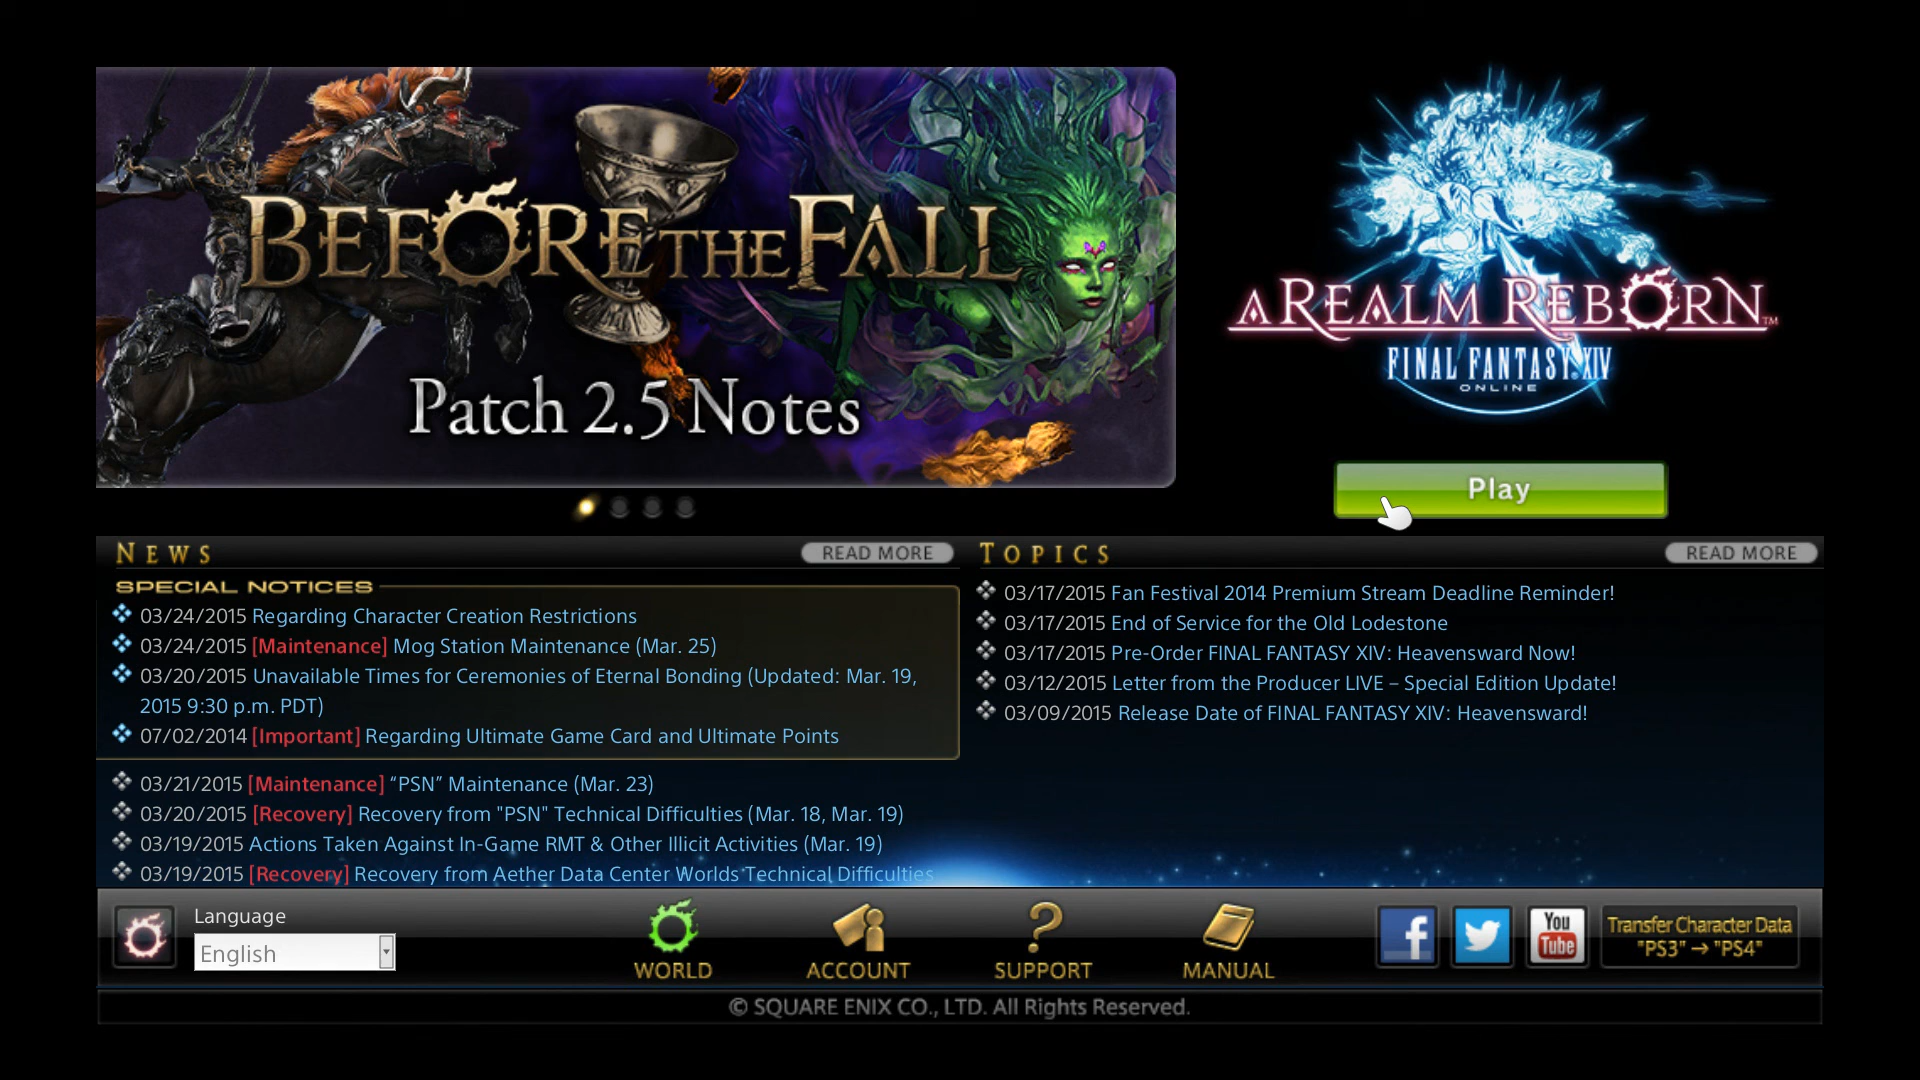 BEFORE THE FALL
Patch 2.5 Notes
A REALM REBORN™
FINAL FANTASY® XIV
ONLINE
Play
NEWS
READ MORE
SPECIAL NOTICES
03/24/2015 Regarding Character Creation Restrictions
03/24/2015 [Maintenance] Mog Station Maintenance (Mar. 25)
03/20/2015 Unavailable Times for Ceremonies of Eternal Bonding (Updated: Mar. 19,
2015 9:30 p.m. PDT)
07/02/2014 [Important] Regarding Ultimate Game Card and Ultimate Points
03/21/2015 [Maintenance] “PSN” Maintenance (Mar. 23)
03/20/2015 [Recovery] Recovery from "PSN" Technical Difficulties (Mar. 18, Mar. 19)
03/19/2015 Actions Taken Against In-Game RMT & Other Illicit Activities (Mar. 19)
03/19/2015 [Recovery] Recovery from Aether Data Center Worlds Technical Difficulties
TOPICS
READ MORE
03/17/2015 Fan Festival 2014 Premium Stream Deadline Reminder!
03/17/2015 End of Service for the Old Lodestone
03/17/2015 Pre-Order FINAL FANTASY XIV: Heavensward Now!
03/12/2015 Letter from the Producer LIVE – Special Edition Update!
03/09/2015 Release Date of FINAL FANTASY XIV: Heavensward!
Language
English
WORLD
ACCOUNT
SUPPORT
MANUAL
f
You
Tube
Transfer Character Data
"PS3" → "PS4"
© SQUARE ENIX CO., LTD. All Rights Reserved.